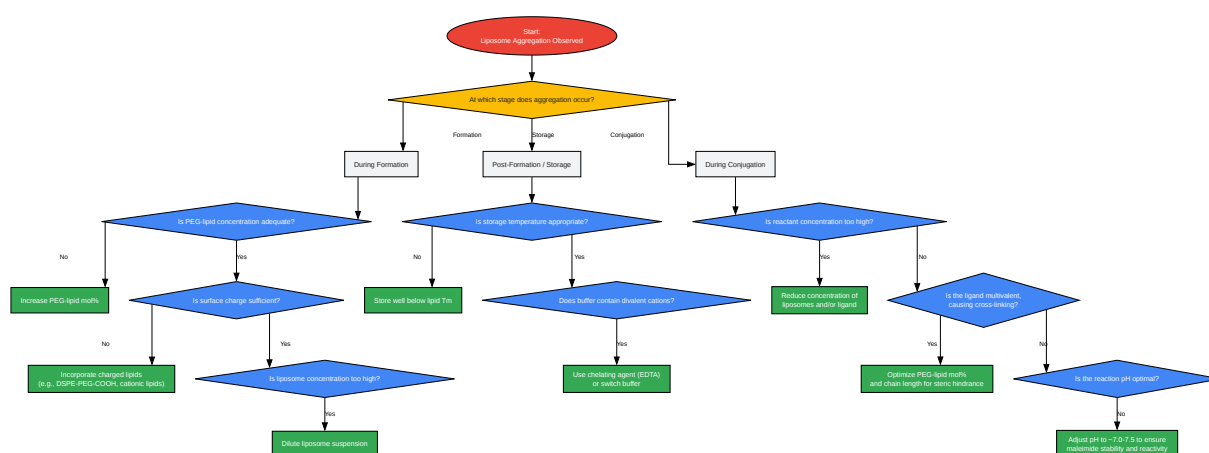 Start:
Liposome Aggregation Observed
At which stage does aggregation occur?
Formation
Storage
Conjugation
During Formation
Post-Formation / Storage
During Conjugation
Is PEG-lipid concentration adequate?
Is storage temperature appropriate?
Is reactant concentration too high?
No
Yes
No
Yes
Yes
No
Increase PEG-lipid mol%
Is surface charge sufficient?
Store well below lipid Tm
Does buffer contain divalent cations?
Reduce concentration of
liposomes and/or ligand
Is the ligand multivalent,
causing cross-linking?
No
Yes
Yes
Yes
No
Incorporate charged lipids
(e.g., DSPE-PEG-COOH, cationic lipids)
Is liposome concentration too high?
Use chelating agent (EDTA)
or switch buffer
Optimize PEG-lipid mol%
and chain length for steric hindrance
Is the reaction pH optimal?
Yes
No
Dilute liposome suspension
Adjust pH to ~7.0-7.5 to ensure
maleimide stability and reactivity